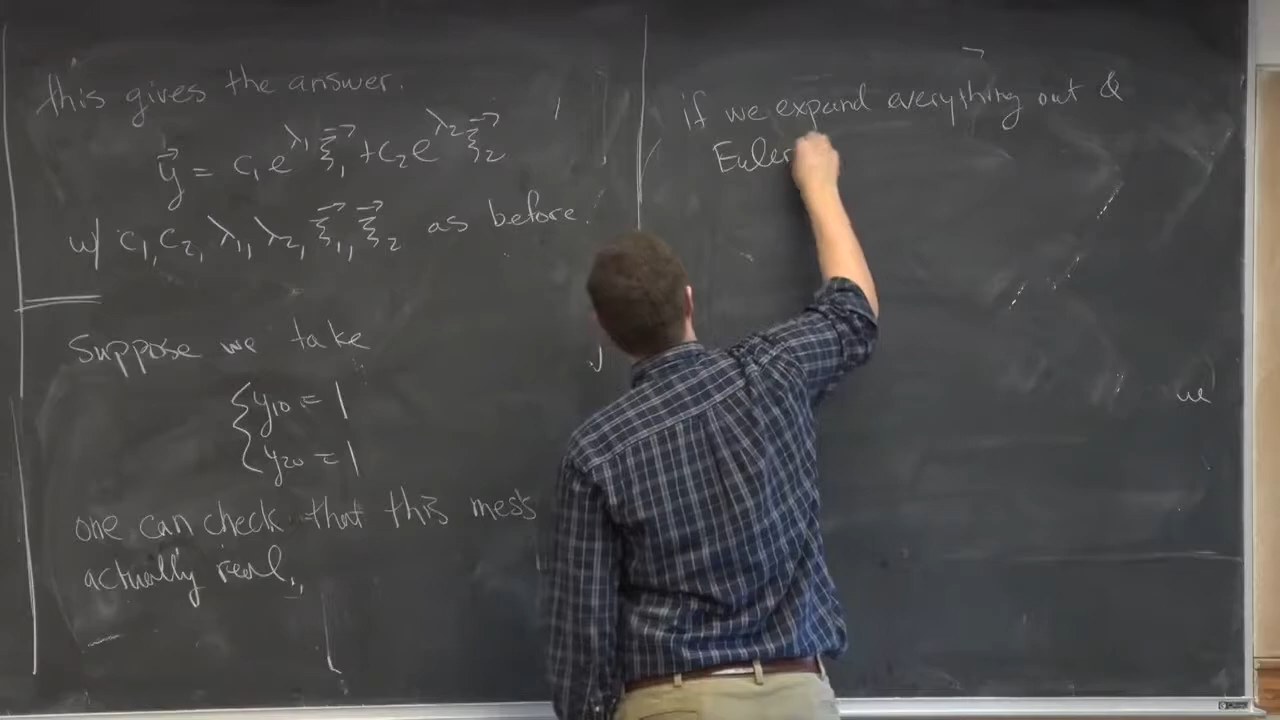 this gives the answer.
y⃗ = c₁e^λ₁ ξ⃗₁ + c₂e^λ₂ ξ⃗₂
w/ c₁, c₂, λ₁, λ₂, ξ⃗₁, ξ⃗₂ as before.
Suppose we take
{ y₁₀ = 1
y₂₀ = 1
one can check that this mess
actually real.
if we expand everything out &
Euler
we